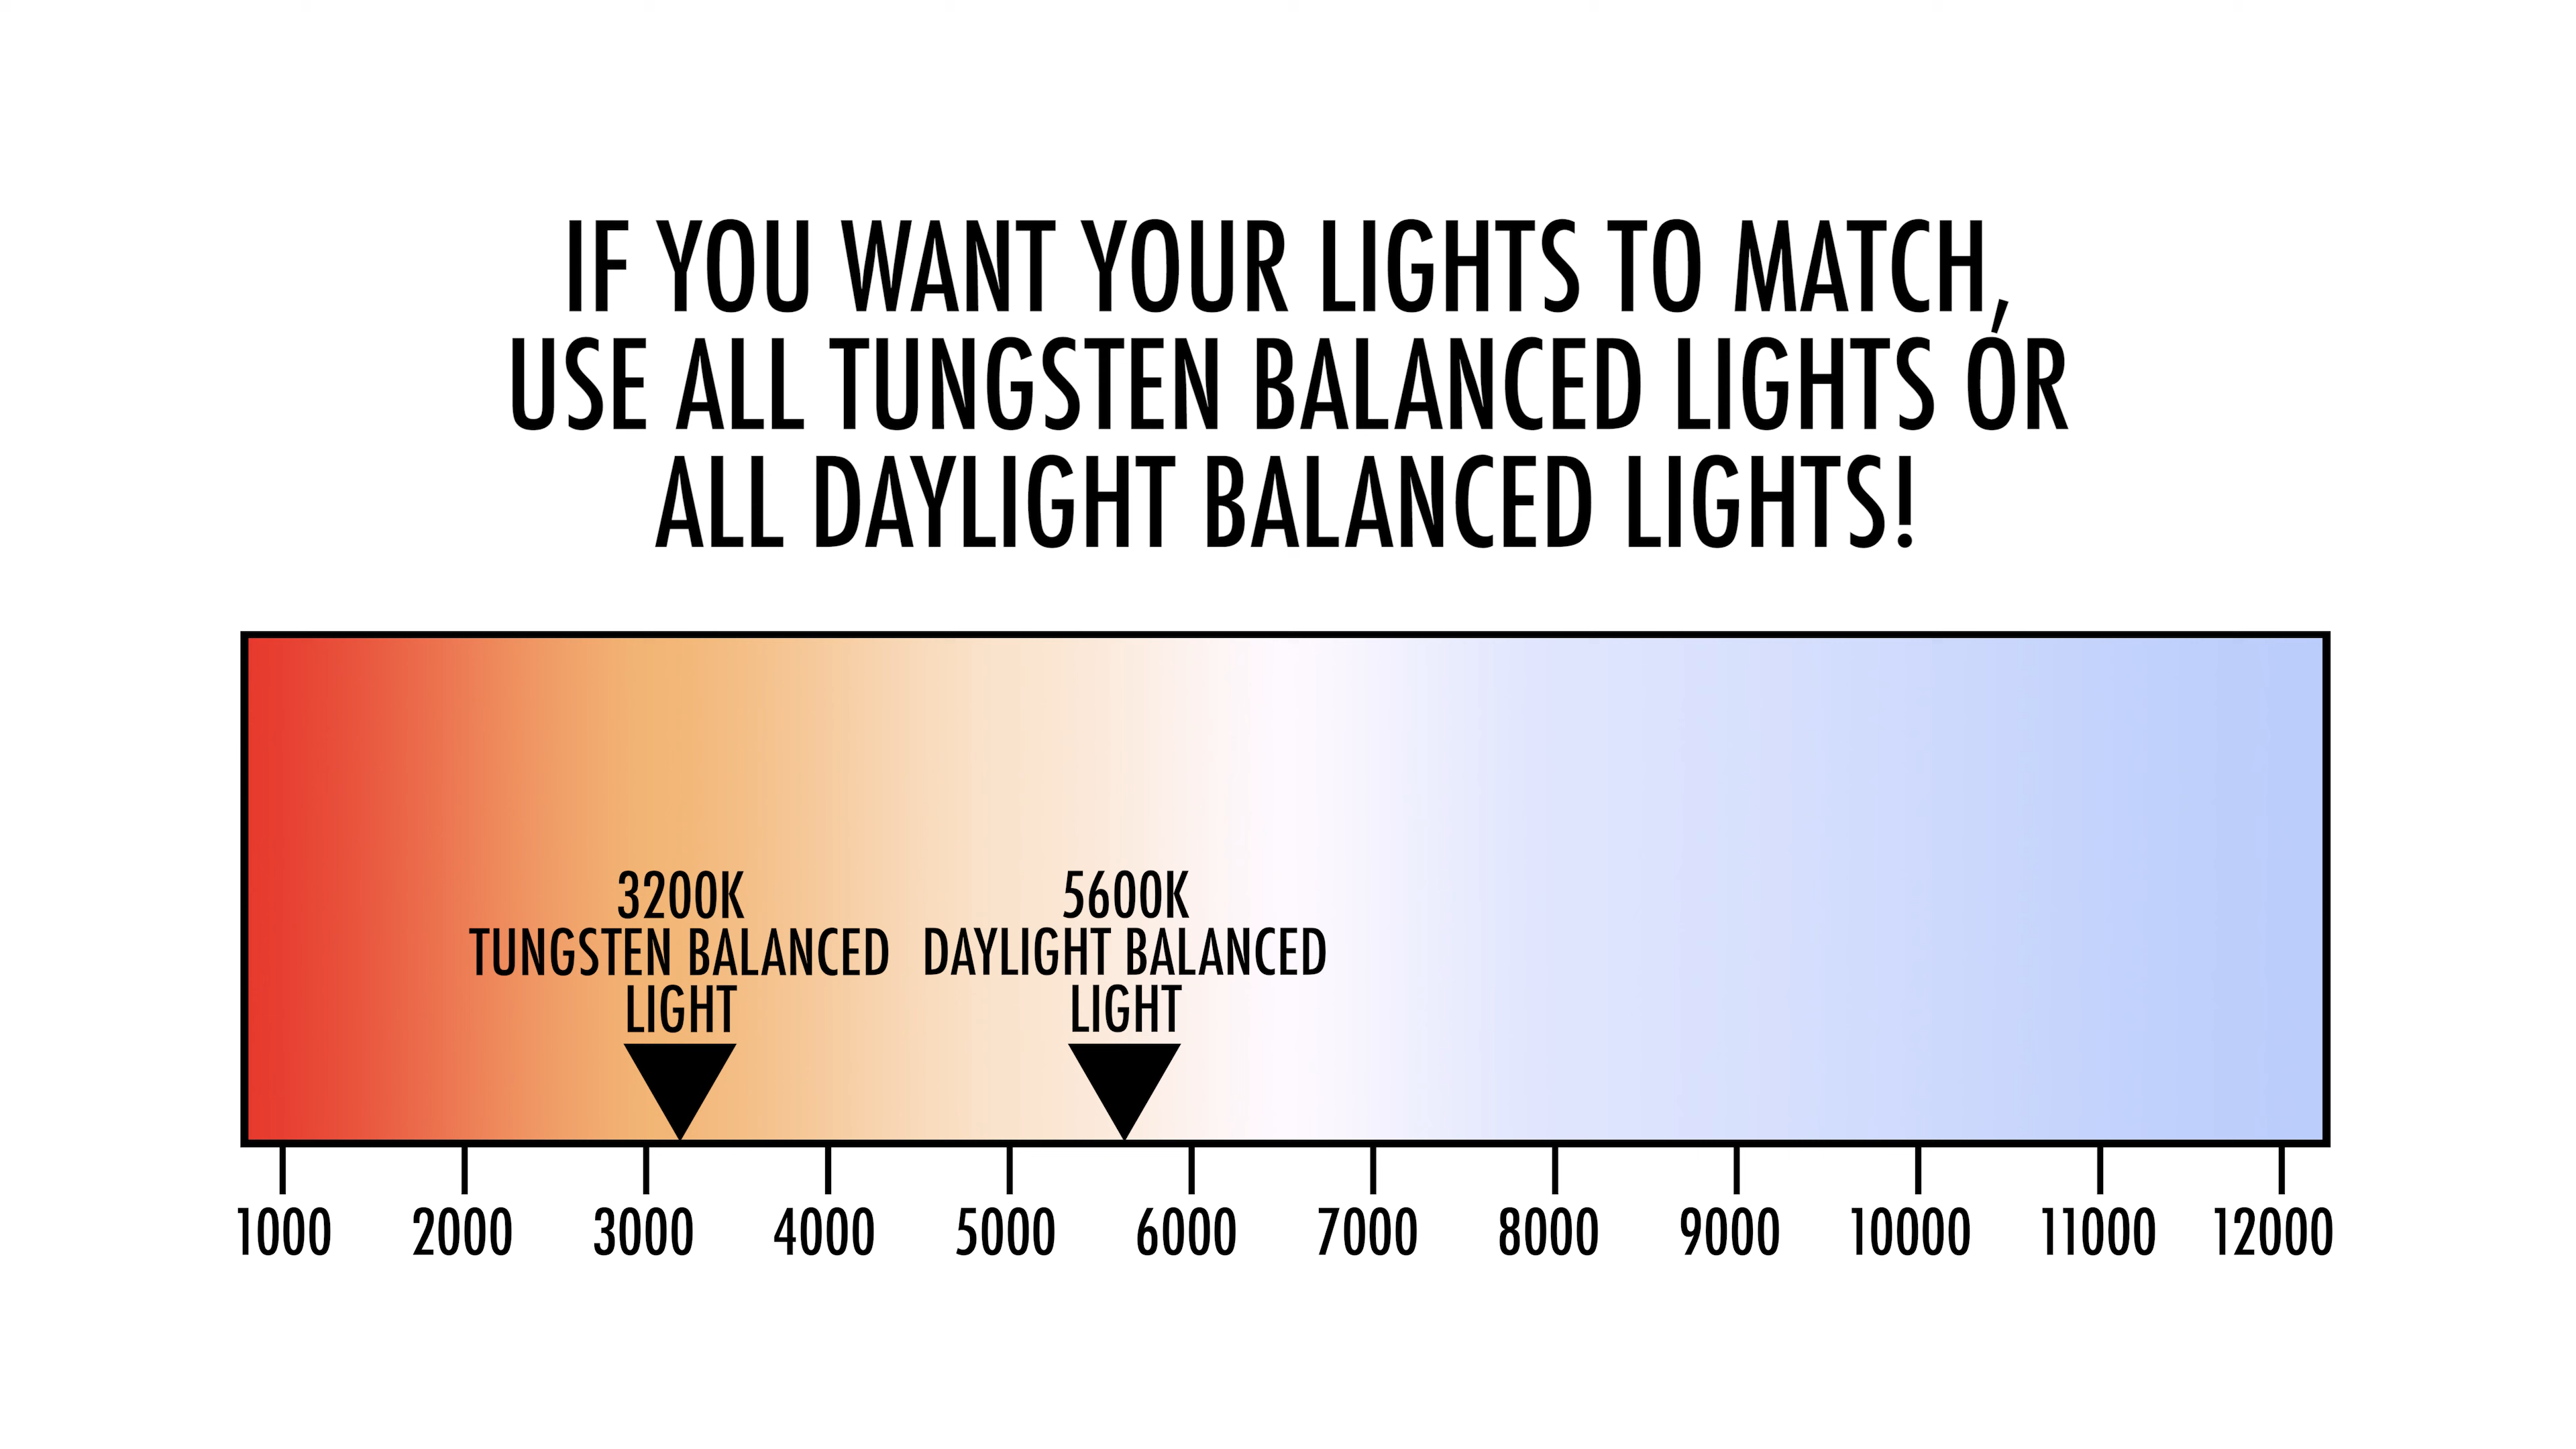 IF YOU WANT YOUR LIGHTS TO MATCH,
USE ALL TUNGSTEN BALANCED LIGHTS OR
ALL DAYLIGHT BALANCED LIGHTS!
3200K
TUNGSTEN BALANCED
LIGHT
5600K
DAYLIGHT BALANCED
LIGHT
1000 2000 3000 4000 5000 6000 7000 8000 9000 10000 11000 12000